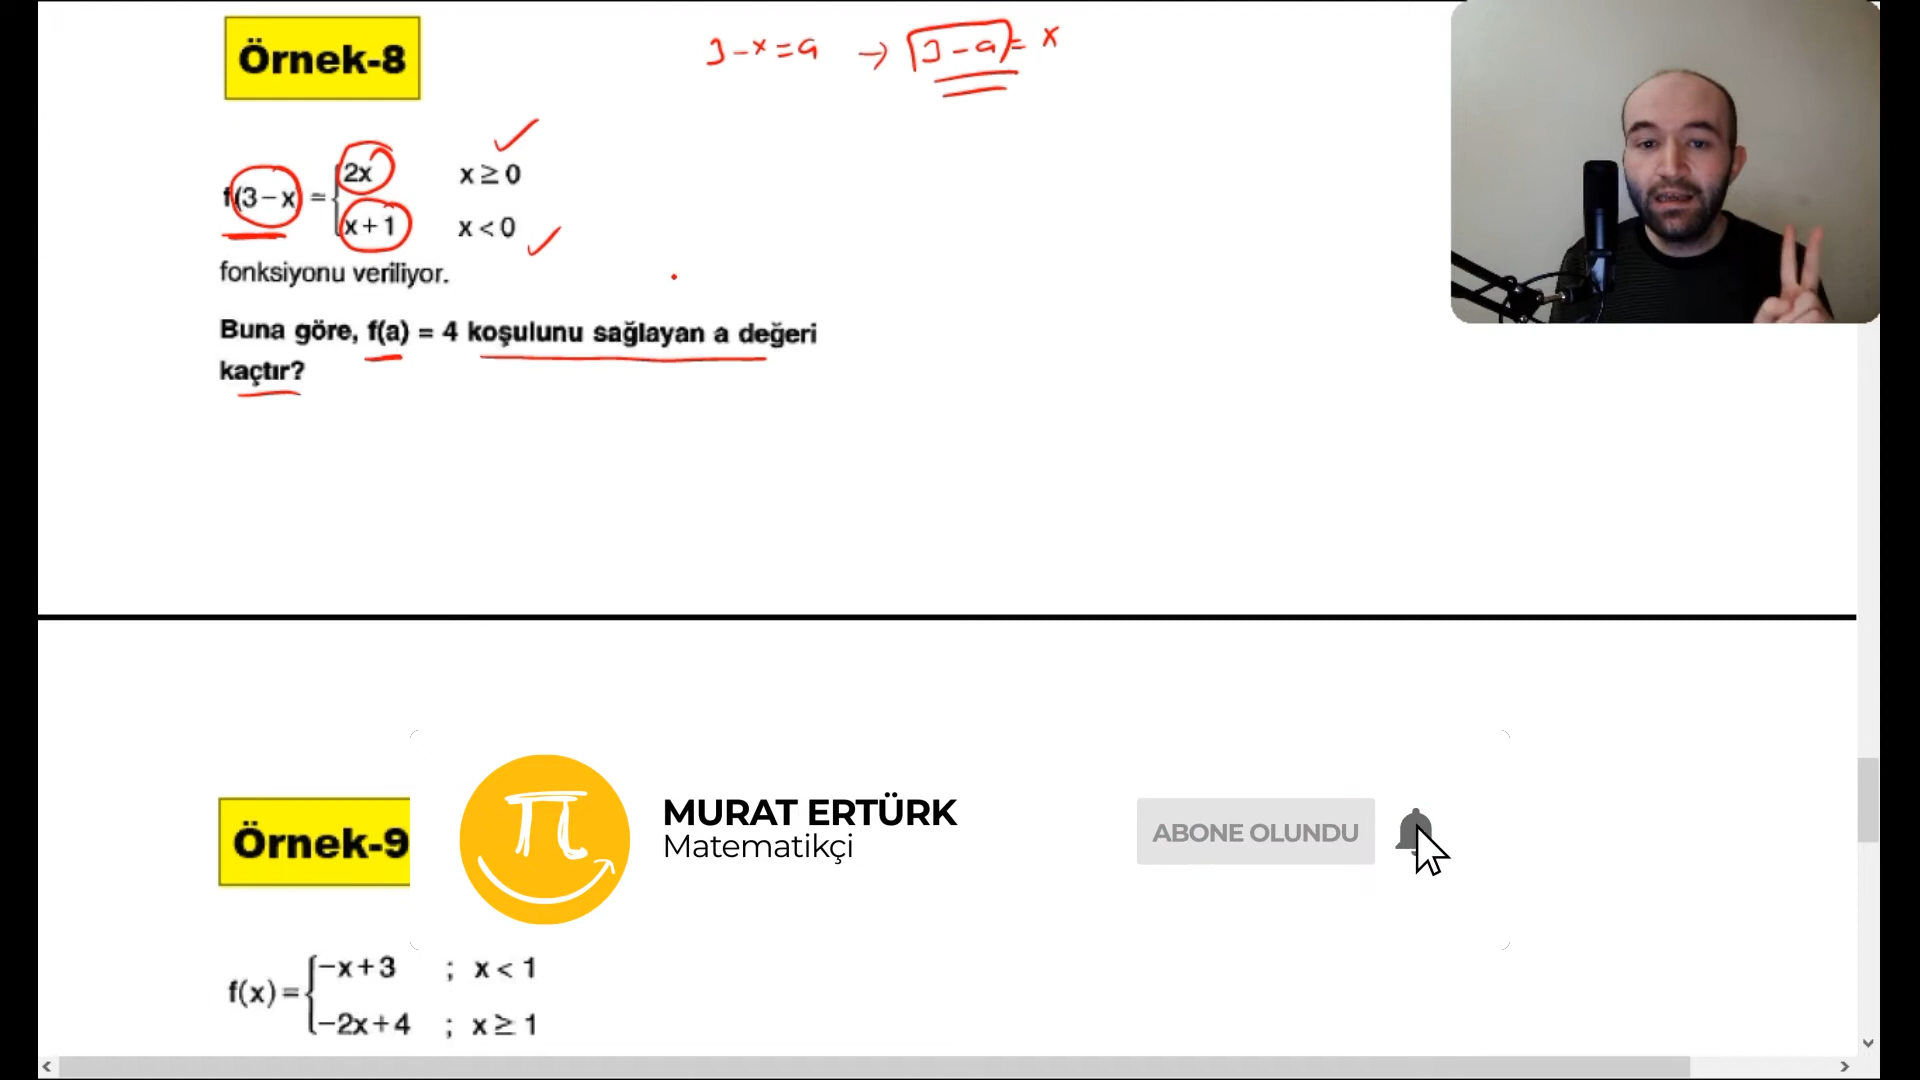 Örnek-8
3-x=a → 3-a = x
f(3-x) = { 2x x ≥ 0
x+1 x < 0
fonksiyonu veriliyor.
Buna göre, f(a) = 4 koşulunu sağlayan a değeri
kaçtır?
Örnek-9
MURAT ERTÜRK
Matematikçi
ABONE OLUNDU
f(x) = { -x+3 ; x < 1
-2x+4 ; x ≥ 1